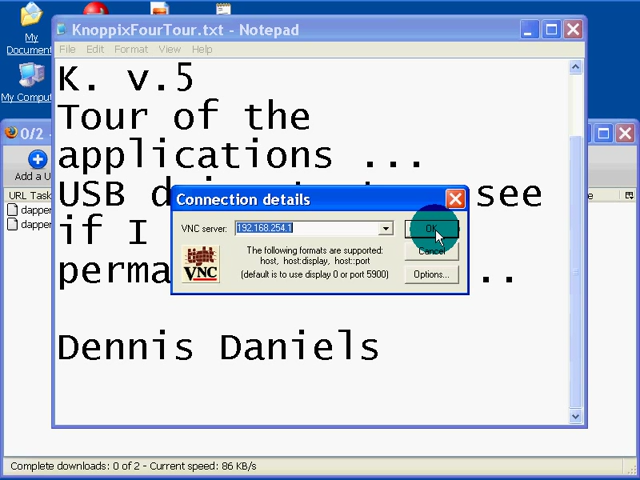 KnoppixFourTour.txt - Notepad
File Edit Format View Help
My
Document
My Comput
K. v.5
Tour of the
applications ...
USB d see
if I
perma ..
Dennis Daniels
0/2 -
Add a U
URL Task
dapper
dapper
Connection details
VNC server: 192.168.254.1
OK
The following formats are supported:
host, host:display, host::port
(default is to use display 0 or port 5900)
Cancel
Options...
tight
VNC
Complete downloads: 0 of 2 - Current speed: 86 KB/s